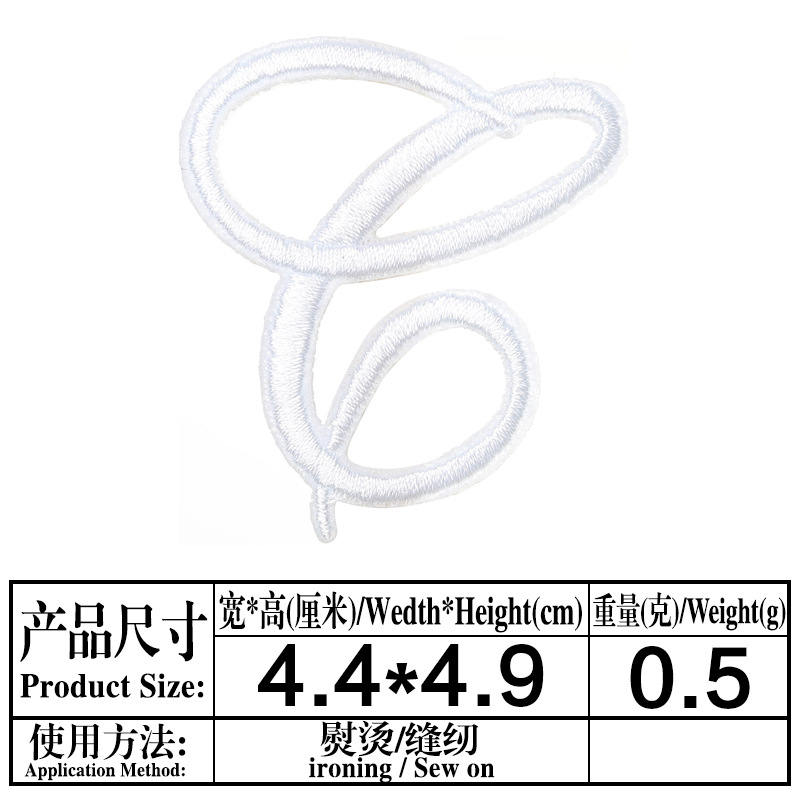 产品尺寸
Product Size:
宽*高(厘米)/Wedth*Height(cm)
4.4*4.9
重量(克)/Weight(g)
0.5
使用方法:
Application Method:
熨烫/缝纫
ironing / Sew on